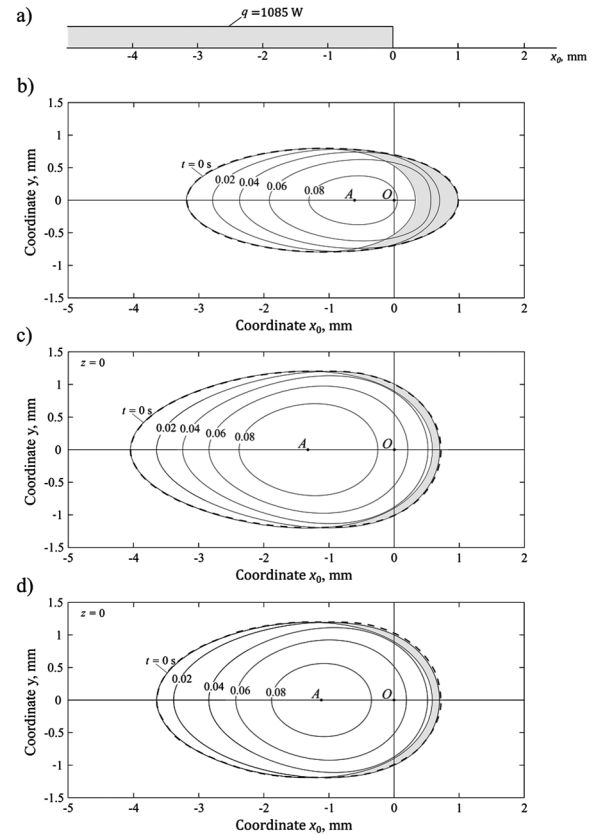 a)
q =1085 W
-4 -3 -2 -1 0 1 2
x₀, mm
b)
1.5
1
t = 0 s
0.5
0.02 0.04 0.06 0.08 A O
0
-0.5
-1
-1.5
-5 -4 -3 -2 -1 0 1 2
Coordinate y, mm
Coordinate x₀, mm
c)
1.5
z = 0
1
t = 0 s
0.5
0.02 0.04 0.06 0.08
A O
0
-0.5
-1
-1.5
-5 -4 -3 -2 -1 0 1 2
Coordinate y, mm
Coordinate x₀, mm
d)
1.5
z = 0
1
t = 0 s
0.5
0.02 0.04 0.06 0.08
A O
0
-0.5
-1
-1.5
-5 -4 -3 -2 -1 0 1 2
Coordinate y, mm
Coordinate x₀, mm